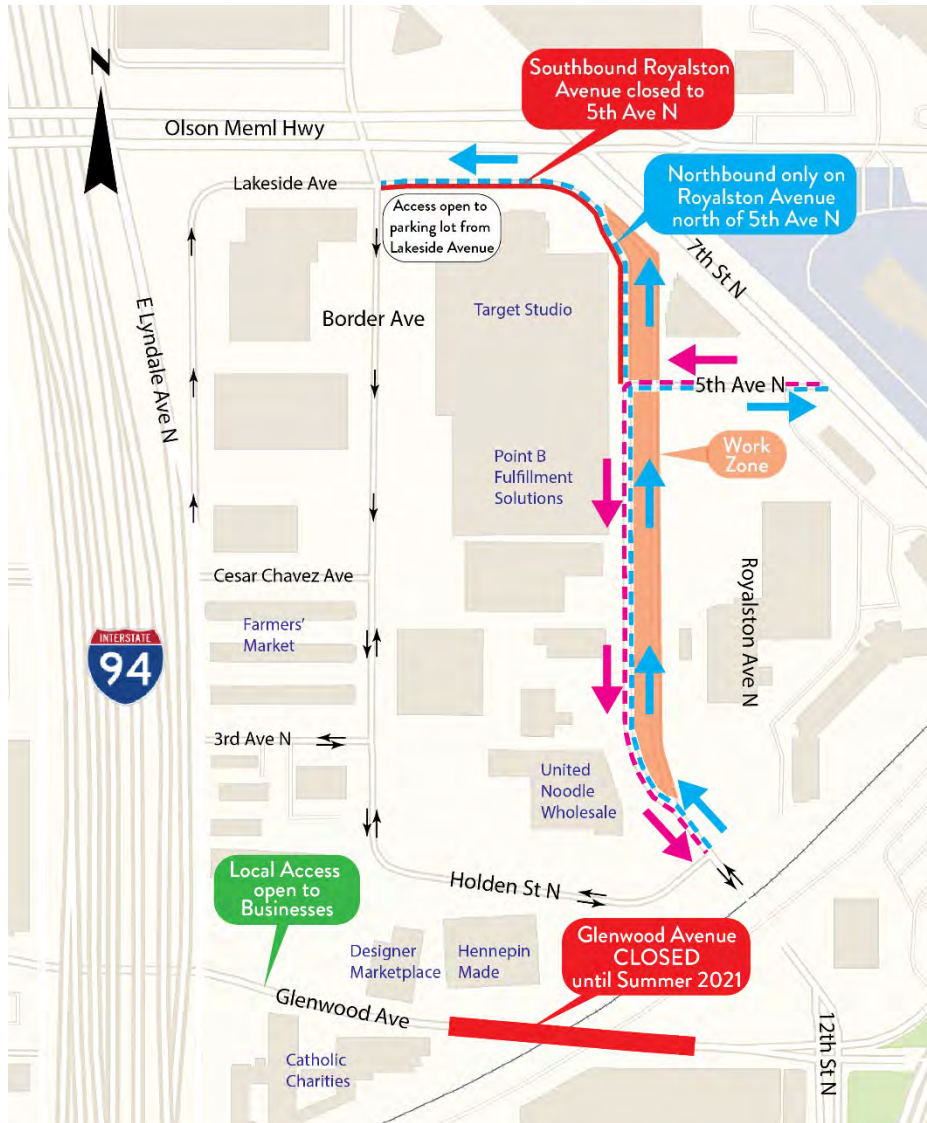 N
Southbound Royalston
Avenue closed to
5th Ave N
Olson Meml Hwy
Lakeside Ave
Access open to
parking lot from
Lakeside Avenue
Northbound only on
Royalston Avenue
north of 5th Ave N
7th St N
E Lyndale Ave N
Border Ave
Target Studio
5th Ave N
Point B
Fulfillment
Solutions
Work
Zone
Cesar Chavez Ave
Farmers'
Market
Royalston Ave N
INTERSTATE
94
3rd Ave N
United
Noodle
Wholesale
Local Access
open to
Businesses
Holden St N
Designer
Marketplace
Hennepin
Made
Glenwood Avenue
CLOSED
until Summer 2021
Glenwood Ave
Catholic
Charities
12th St N